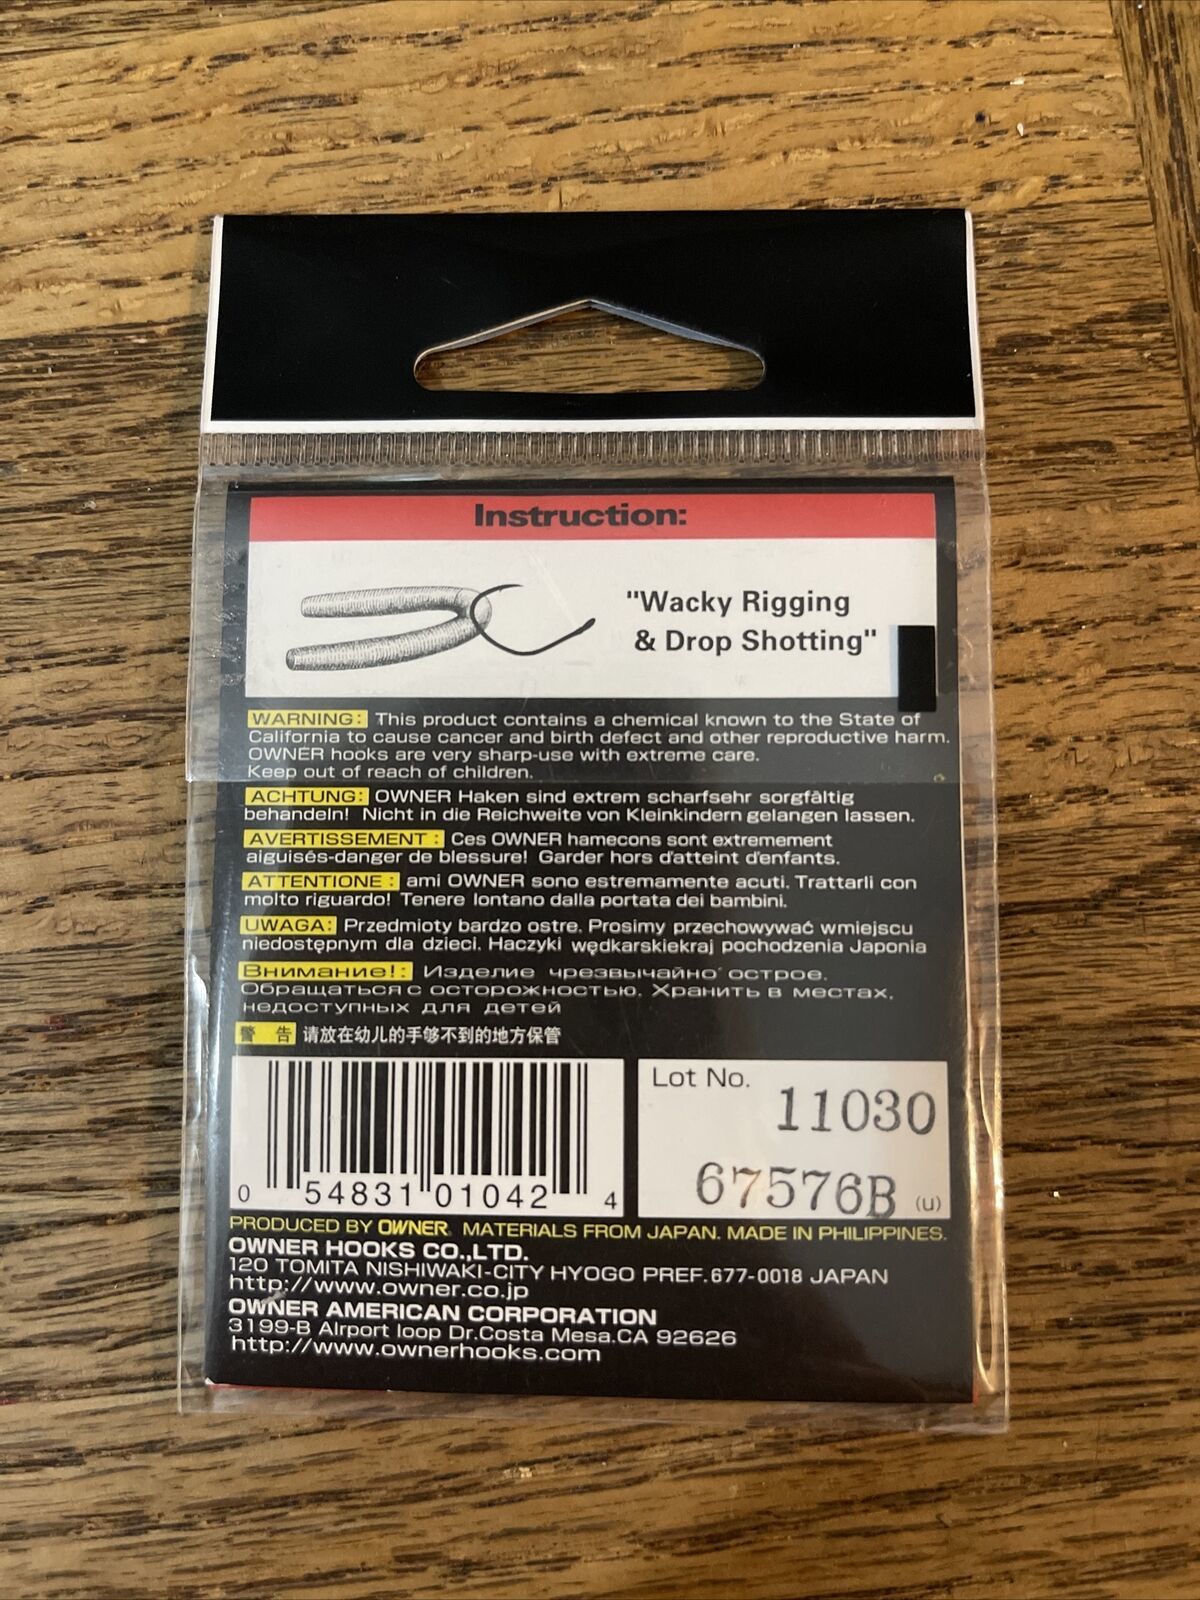 Instruction:
"Wacky Rigging
& Drop Shotting"
WARNING: This product contains a chemical known to the State of
California to cause cancer and birth defect and other reproductive harm.
OWNER hooks are very sharp-use with extreme care.
Keep out of reach of children.
ACHTUNG: OWNER Haken sind extrem scharfsehr sorgfältig
behandeln! Nicht in die Reichweite von Kleinkindern gelangen lassen.
AVERTISSEMENT : Ces OWNER hamecons sont extremement
aiguisés-danger de blessure! Garder hors d'atteint d'enfants.
ATTENTIONE : ami OWNER sono estremamente acuti. Trattarli con
molto riguardo! Tenere lontano dalla portata dei bambini.
UWAGA: Przedmioty bardzo ostre. Prosimy przechowywać wmiejscu
niedostępnym dla dzieci. Haczyki wędkarskiekraj pochodzenia Japonia
Внимание!: Изделие чрезвычайно острое.
Обращаться с осторожностью. Хранить в местах,
недоступных для детей
警 告 请放在幼儿的手够不到的地方保管
0 54831 01042 4
Lot No.
11030
67576B (u)
PRODUCED BY OWNER. MATERIALS FROM JAPAN. MADE IN PHILIPPINES.
OWNER HOOKS CO.,LTD.
120 TOMITA NISHIWAKI-CITY HYOGO PREF.677-0018 JAPAN
http://www.owner.co.jp
OWNER AMERICAN CORPORATION
3199-B AIrport loop Dr.Costa Mesa.CA 92626
http://www.ownerhooks.com